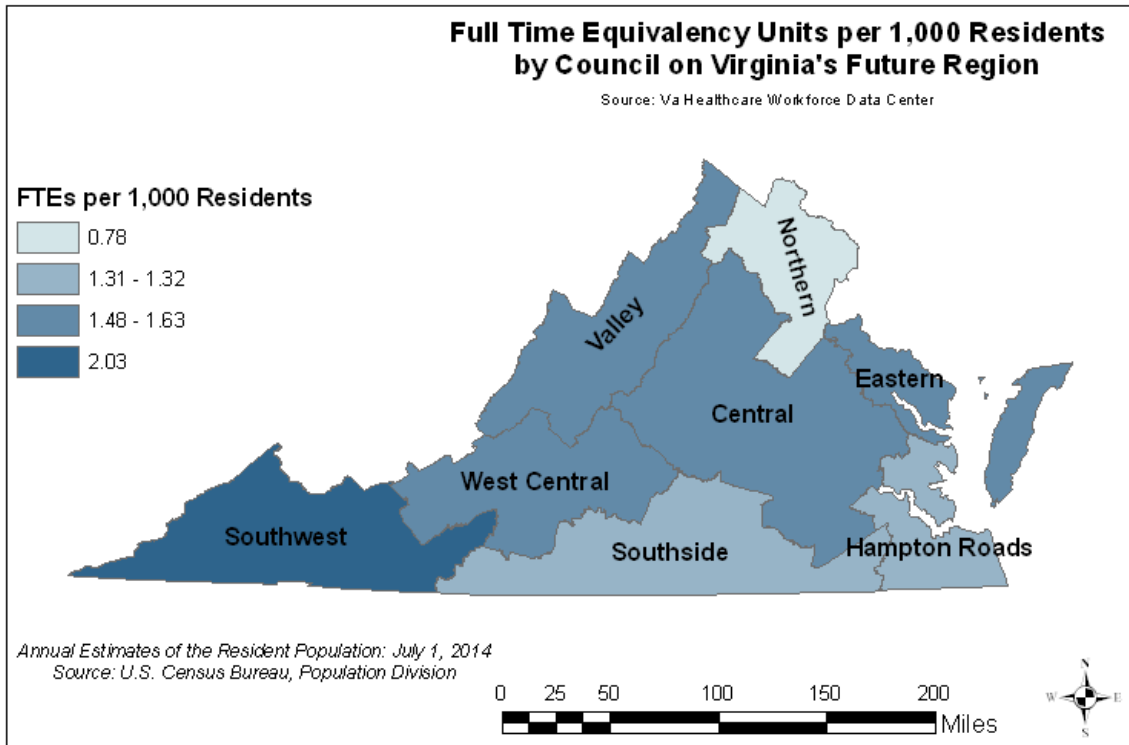 Full Time Equivalency Units per 1,000 Residents
by Council on Virginia's Future Region
Source: Va Healthcare Workforce Data Center
FTEs per 1,000 Residents
0.78
1.31 - 1.32
1.48 - 1.63
2.03
Northern
Valley
Eastern
Central
West Central
Southwest
Southside
Hampton Roads
Annual Estimates of the Resident Population: July 1, 2014
Source: U.S. Census Bureau, Population Division
0 25 50 100 150 200
Miles
N
W E
S